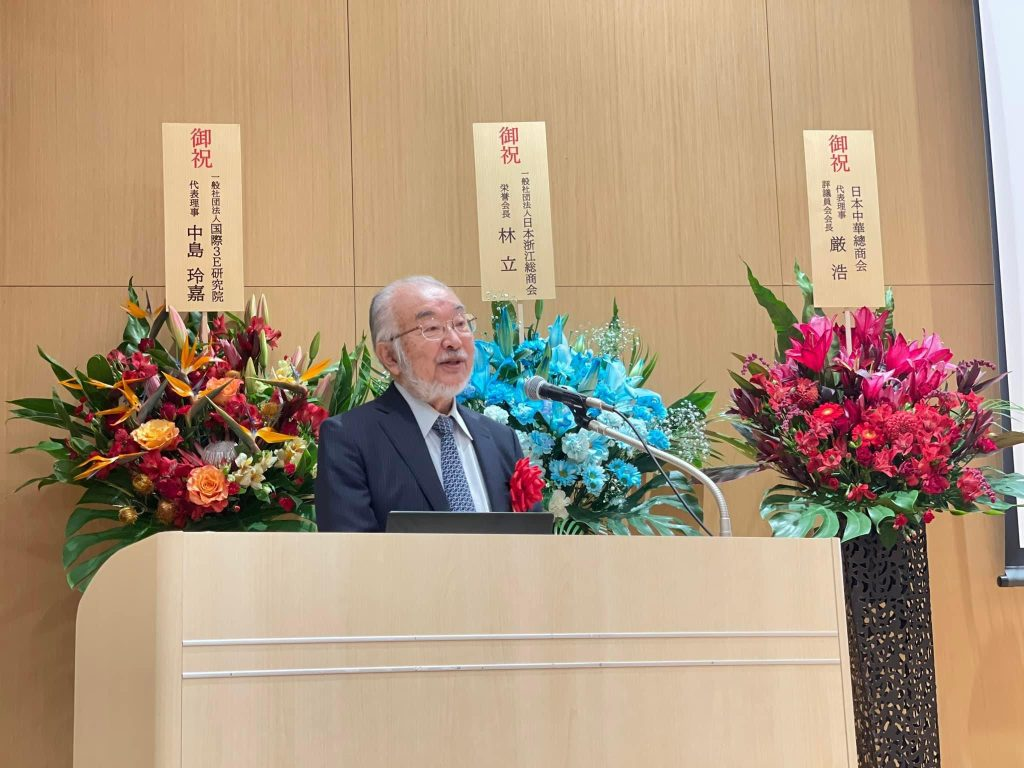 御祝
一般社団法人 国際3E研究院
代表理事 中島 玲嘉
御祝
一般社団法人 日本浙江総商会
栄誉会長 林 立
御祝
日本中華總商会
代表理事
評議員会会長
厳 浩